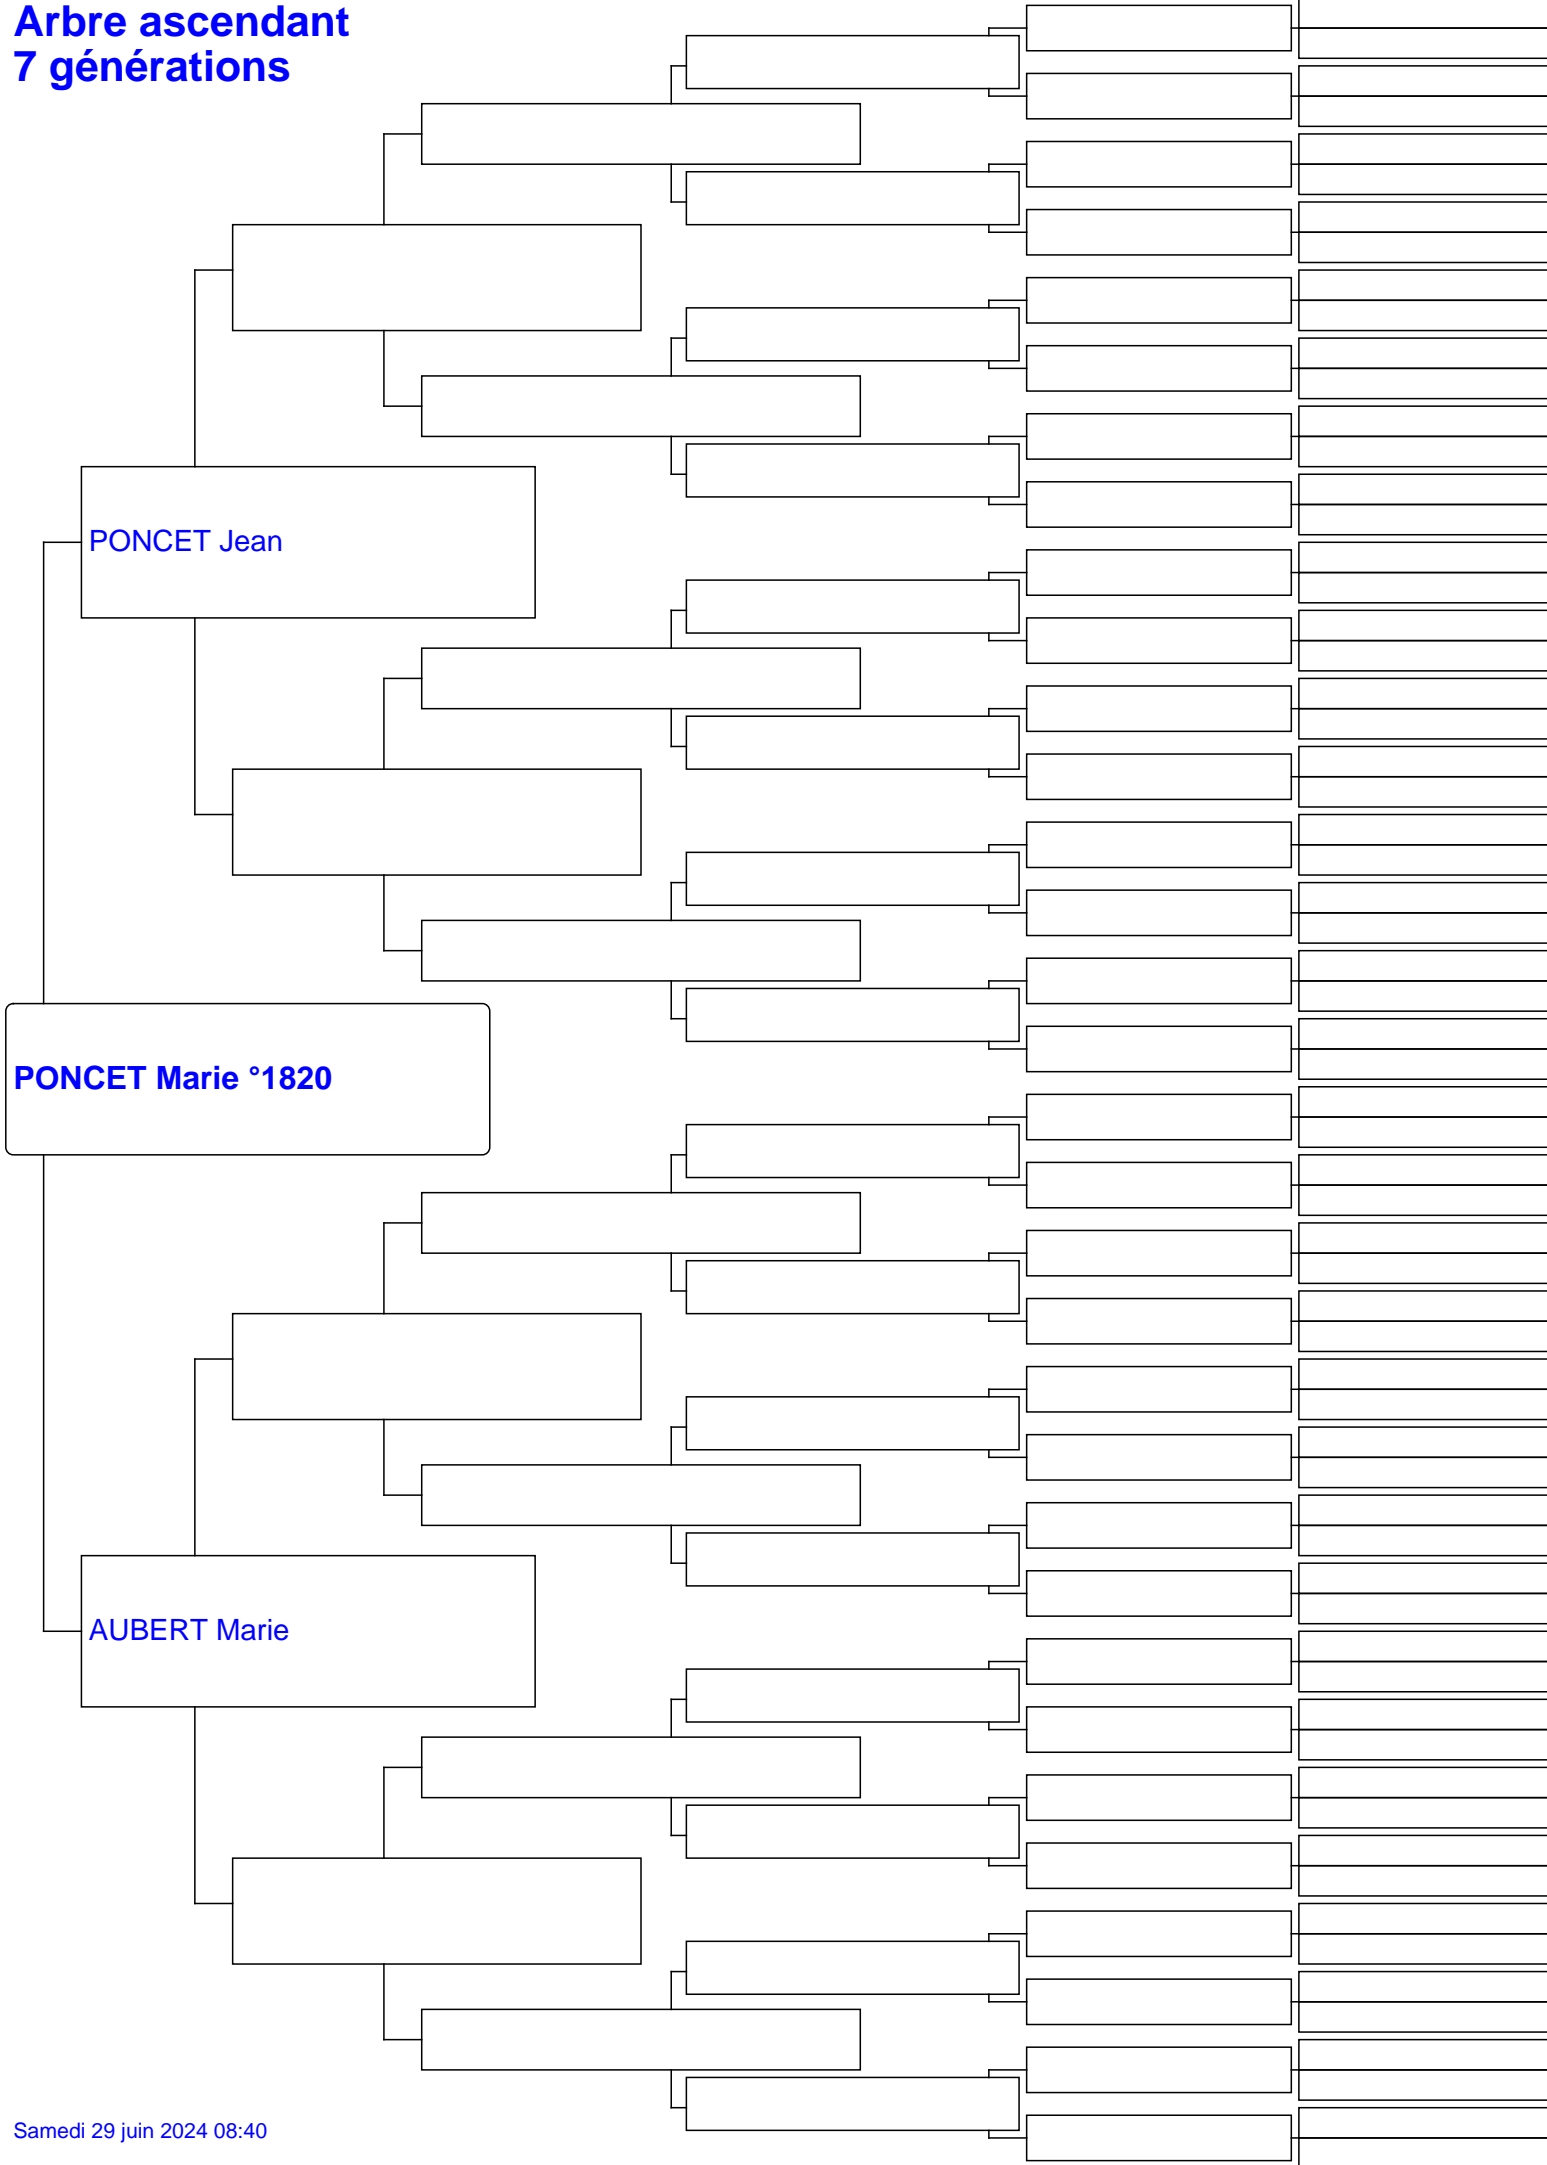 Arbre ascendant
7 générations
PONCET Jean
PONCET Marie °1820
AUBERT Marie
Samedi 29 juin 2024 08:40